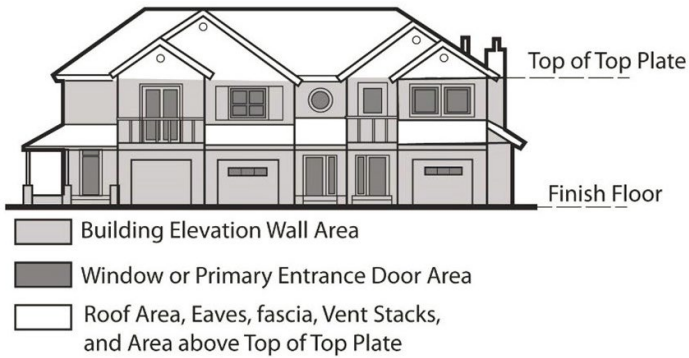 Top of Top Plate
Finish Floor
Building Elevation Wall Area
Window or Primary Entrance Door Area
Roof Area, Eaves, fascia, Vent Stacks,
and Area above Top of Top Plate